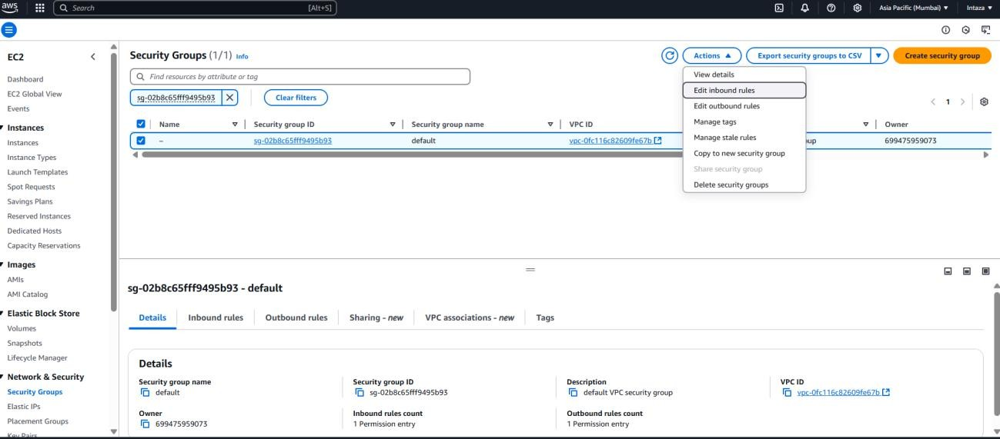 aws
Search [Alt+S]
Asia Pacific (Mumbai) Intaza
EC2
Dashboard
EC2 Global View
Events
Instances
Instances
Instance Types
Launch Templates
Spot Requests
Savings Plans
Reserved Instances
Dedicated Hosts
Capacity Reservations
Images
AMIs
AMI Catalog
Elastic Block Store
Volumes
Snapshots
Lifecycle Manager
Network & Security
Security Groups
Elastic IPs
Placement Groups
Key Pairs
Security Groups (1/1) Info
Actions Export security groups to CSV Create security group
Find resources by attribute or tag
sg-02b8c65fff9495b93 Clear filters
1
View details
Edit inbound rules
Edit outbound rules
Manage tags
Manage stale rules
Copy to new security group
Share security group
Delete security groups
Name Security group ID Security group name VPC ID Owner
– sg-02b8c65fff9495b93 default vpc-0fc116c82609fe67b up 699475959073
sg-02b8c65fff9495b93 - default
Details Inbound rules Outbound rules Sharing - new VPC associations - new Tags
Details
Security group name Security group ID Description VPC ID
default sg-02b8c65fff9495b93 default VPC security group vpc-0fc116c82609fe67b
Owner Inbound rules count Outbound rules count
699475959073 1 Permission entry 1 Permission entry